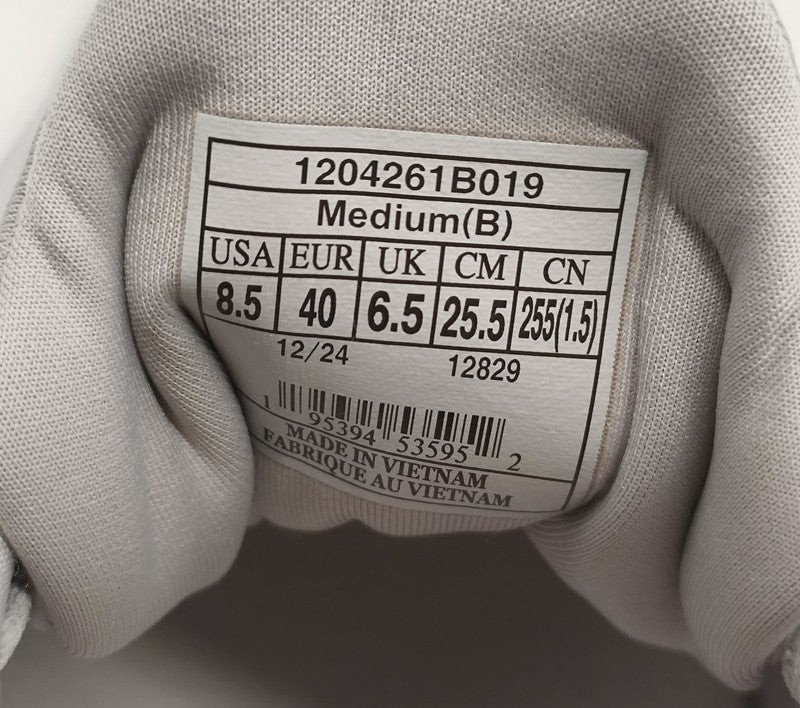 1204261B019
Medium(B)
USA EUR UK CM CN
8.5 40 6.5 25.5 255(1.5)
12/24 12829
1 95394 53595 2
MADE IN VIETNAM
FABRIQUE AU VIETNAM